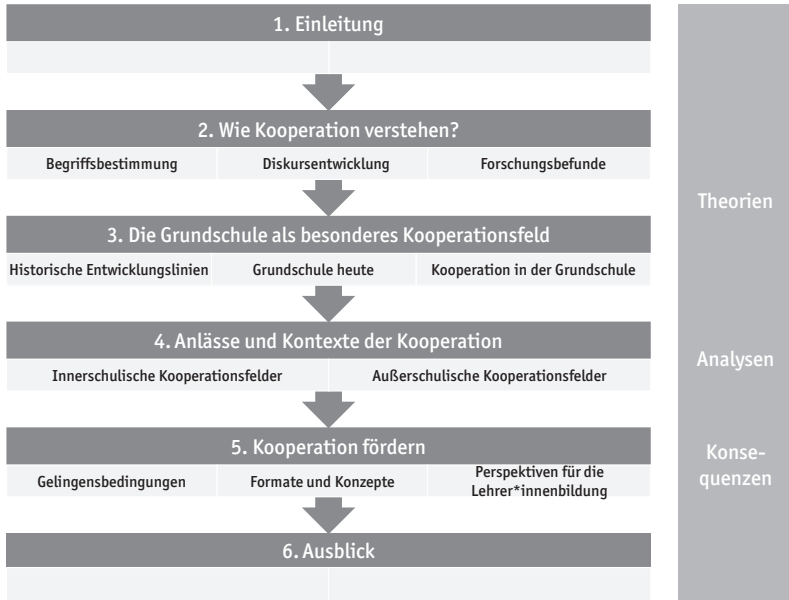 1. Einleitung
2. Wie Kooperation verstehen?
Begriffsbestimmung
Diskursentwicklung
Forschungsbefunde
3. Die Grundschule als besonderes Kooperationsfeld
Historische Entwicklungslinien
Grundschule heute
Kooperation in der Grundschule
4. Anlässe und Kontexte der Kooperation
Innerschulische Kooperationsfelder
Außerschulische Kooperationsfelder
5. Kooperation fördern
Gelingensbedingungen
Formate und Konzepte
Perspektiven für die
Lehrer*innenbildung
6. Ausblick
Theorien
Analysen
Konse-
quenzen